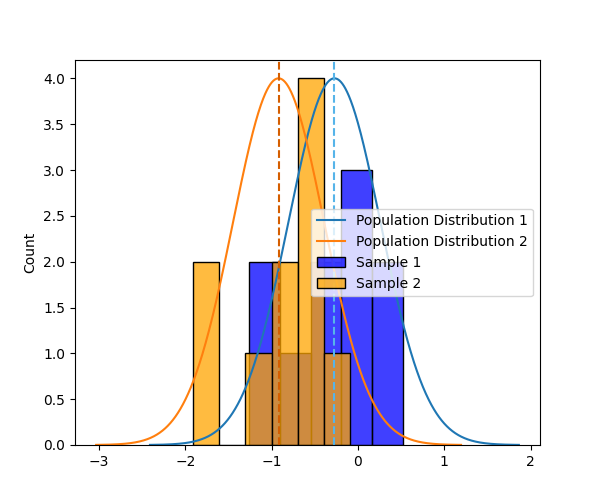 4.0
3.5
3.0
2.5
2.0
1.5
1.0
0.5
0.0
Count
Population Distribution 1
Population Distribution 2
Sample 1
Sample 2
−3 −2 −1 0 1 2